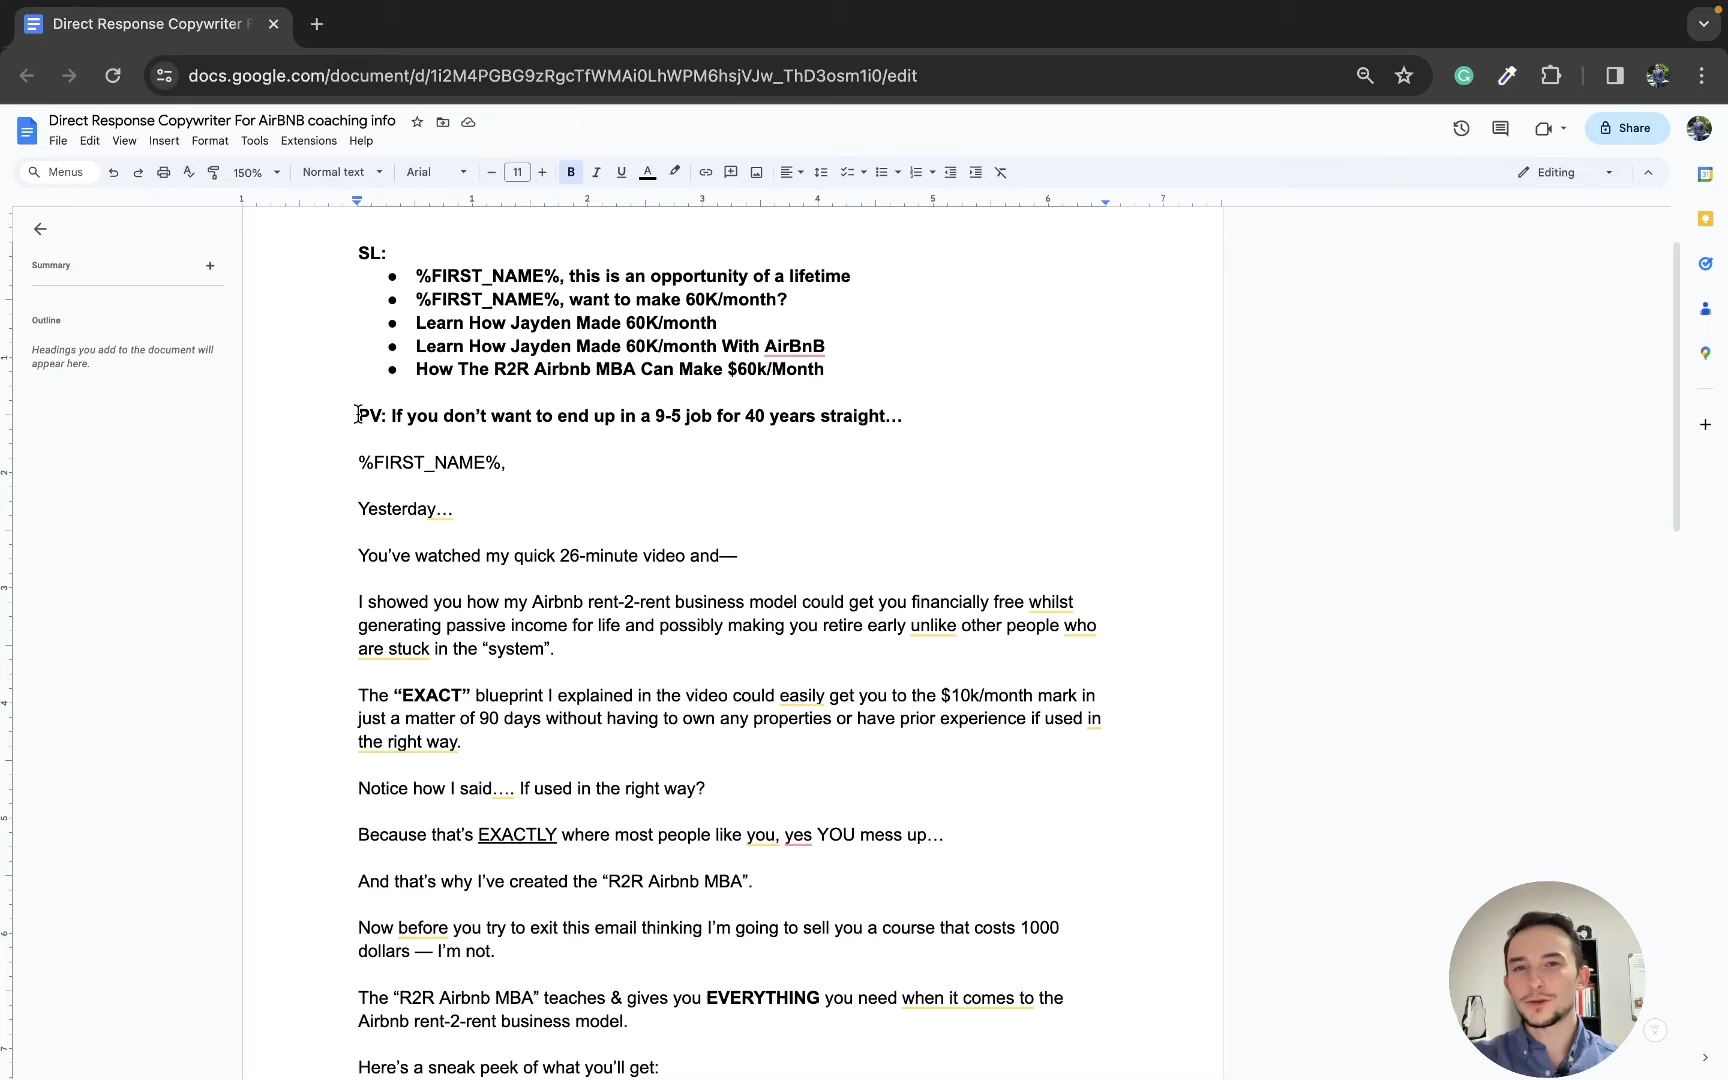 Direct Response Copywriter F
docs.google.com/document/d/1i2M4PGBG9zRgcTfWMAi0LhWPM6hsjVJw_ThD3osm1i0/edit
Direct Response Copywriter For AirBNB coaching info
File Edit View Insert Format Tools Extensions Help
Share
Menus 150% Normal text Arial 11 B I U A Editing
1 1 2 3 4 5 6 7
Summary
Outline
Headings you add to the document will
appear here.
SL:
● %FIRST_NAME%, this is an opportunity of a lifetime
● %FIRST_NAME%, want to make 60K/month?
● Learn How Jayden Made 60K/month
● Learn How Jayden Made 60K/month With AirBnB
● How The R2R Airbnb MBA Can Make $60k/Month
PV: If you don’t want to end up in a 9-5 job for 40 years straight…
%FIRST_NAME%,
Yesterday…
You’ve watched my quick 26-minute video and—
I showed you how my Airbnb rent-2-rent business model could get you financially free whilst
generating passive income for life and possibly making you retire early unlike other people who
are stuck in the “system”.
The “EXACT” blueprint I explained in the video could easily get you to the $10k/month mark in
just a matter of 90 days without having to own any properties or have prior experience if used in
the right way.
Notice how I said…. If used in the right way?
Because that’s EXACTLY where most people like you, yes YOU mess up…
And that’s why I’ve created the “R2R Airbnb MBA”.
Now before you try to exit this email thinking I’m going to sell you a course that costs 1000
dollars — I’m not.
The “R2R Airbnb MBA” teaches & gives you EVERYTHING you need when it comes to the
Airbnb rent-2-rent business model.
Here’s a sneak peek of what you’ll get: